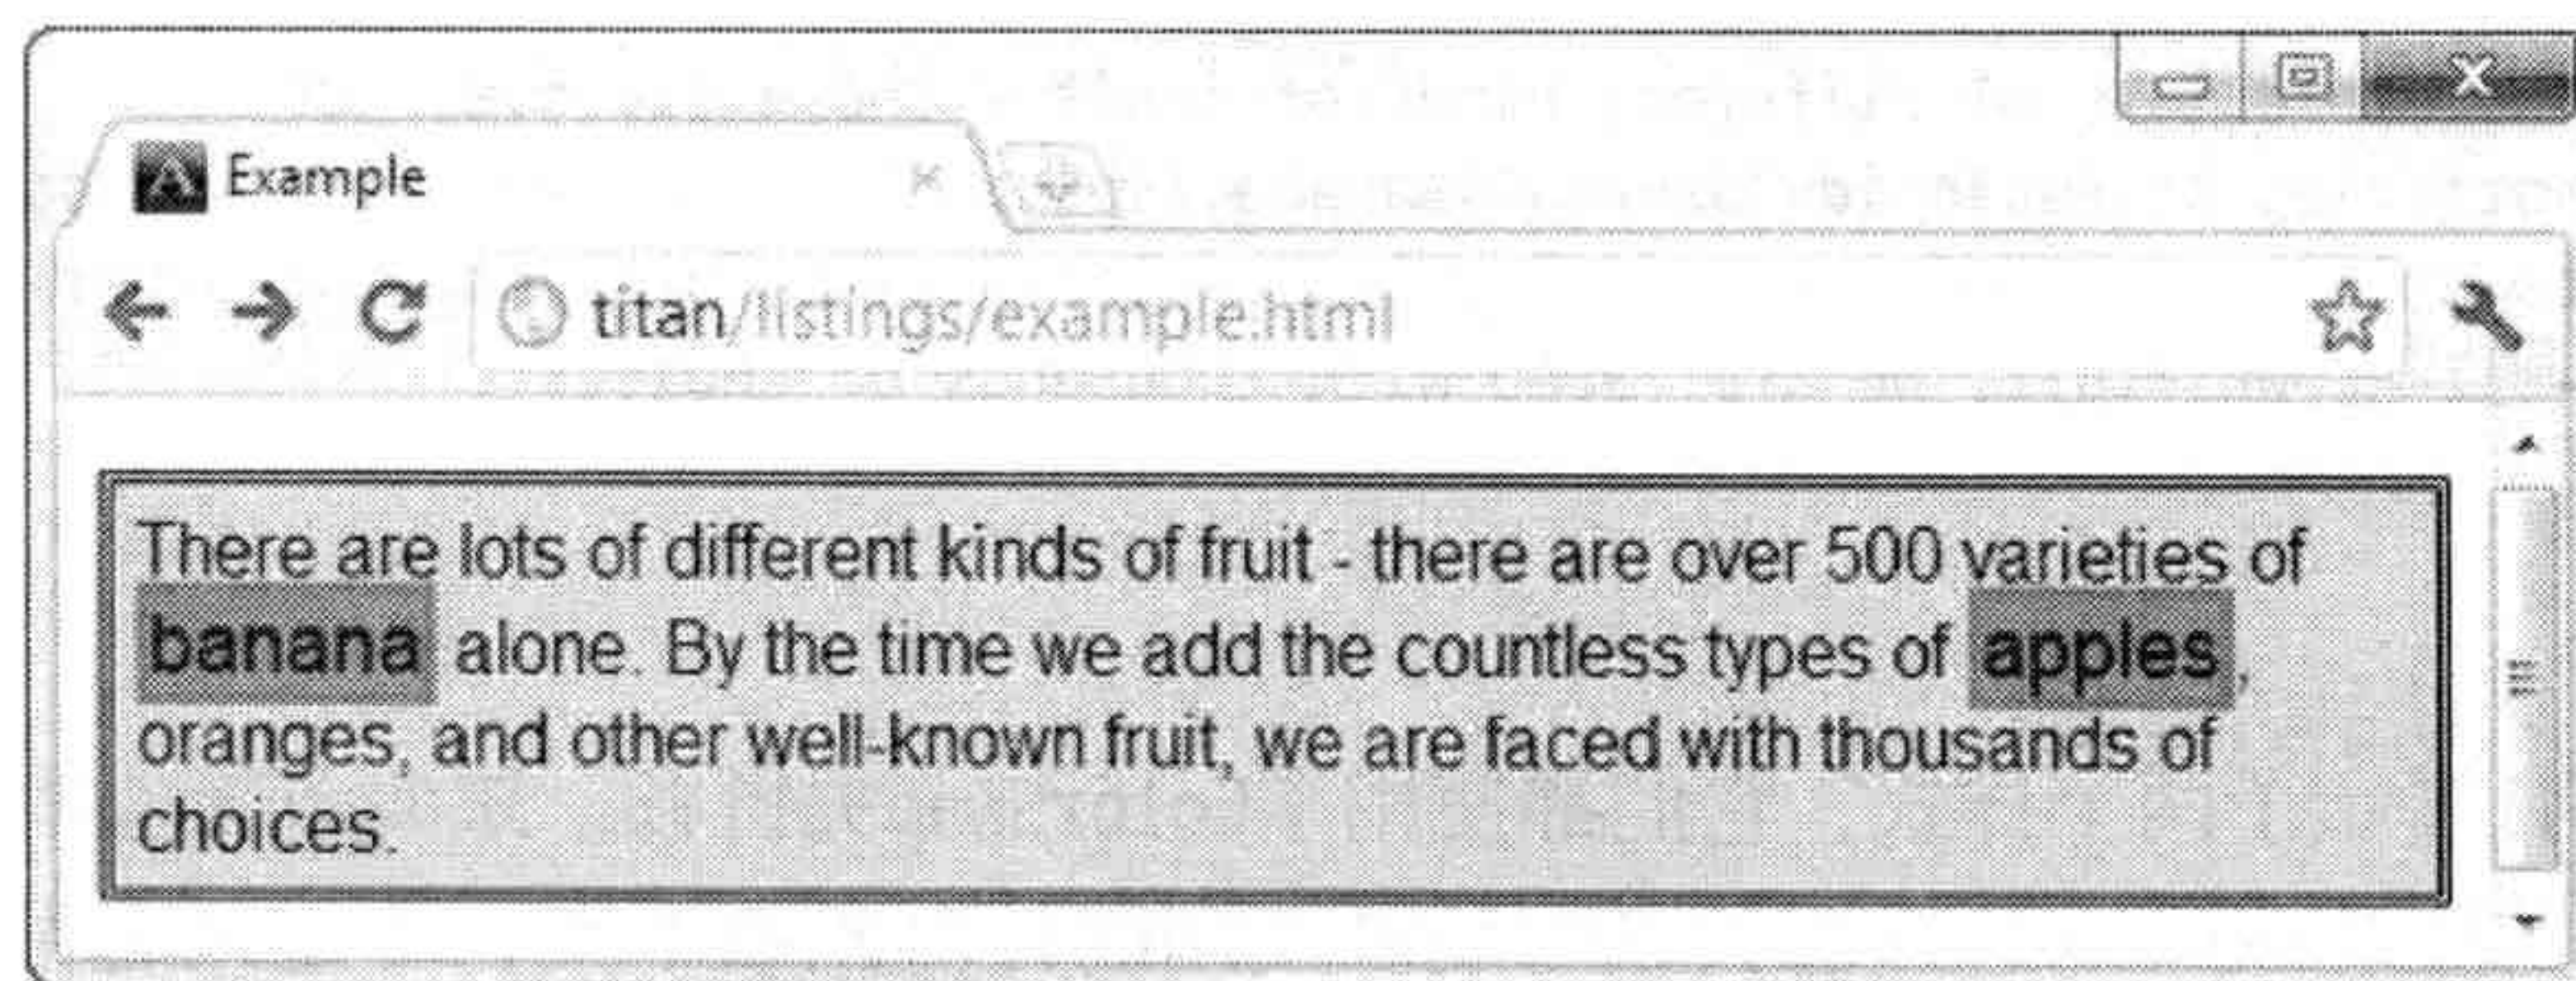 Example
titan/listings/example.html
There are lots of different kinds of fruit - there are over 500 varieties of
banana alone. By the time we add the countless types of apples,
oranges, and other well-known fruit, we are faced with thousands of
choices.